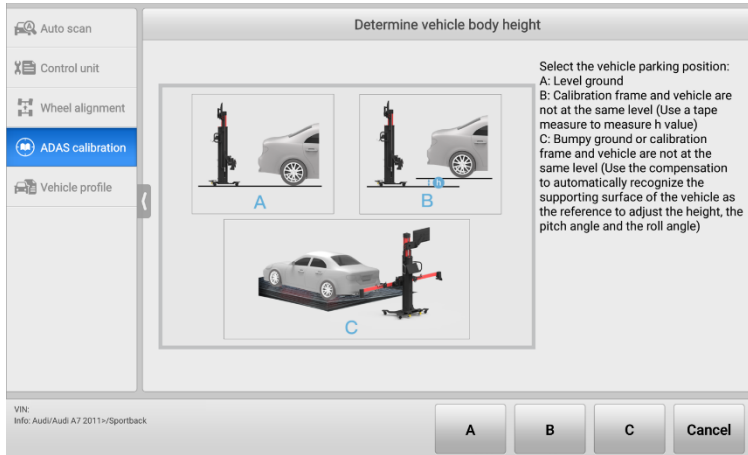 Auto scan
Control unit
Wheel alignment
ADAS calibration
Vehicle profile
Determine vehicle body height
A
B
h
C
Select the vehicle parking position:
A: Level ground
B: Calibration frame and vehicle are
not at the same level (Use a tape
measure to measure h value)
C: Bumpy ground or calibration
frame and vehicle are not at the
same level (Use the compensation
to automatically recognize the
supporting surface of the vehicle as
the reference to adjust the height, the
pitch angle and the roll angle)
VIN:
Info: Audi/Audi A7 2011>/Sportback
A
B
C
Cancel